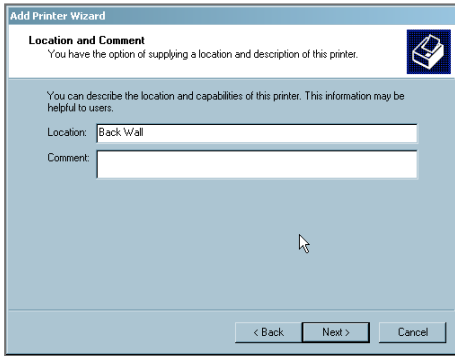 Add Printer Wizard
Location and Comment
You have the option of supplying a location and description of this printer.
You can describe the location and capabilities of this printer. This information may be
helpful to users.
Location: Back Wall
Comment:
< Back Next > Cancel